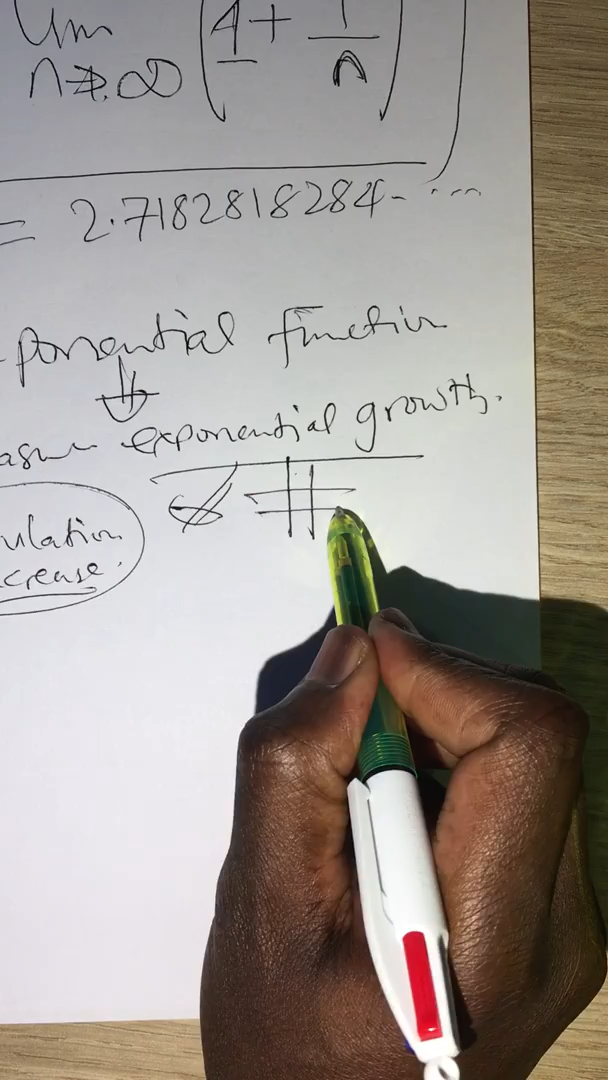 lim
n→∞ (1 + 1/n)
= 2.7182818284- ....
ponential function
exponential growth.
ulation
crease.